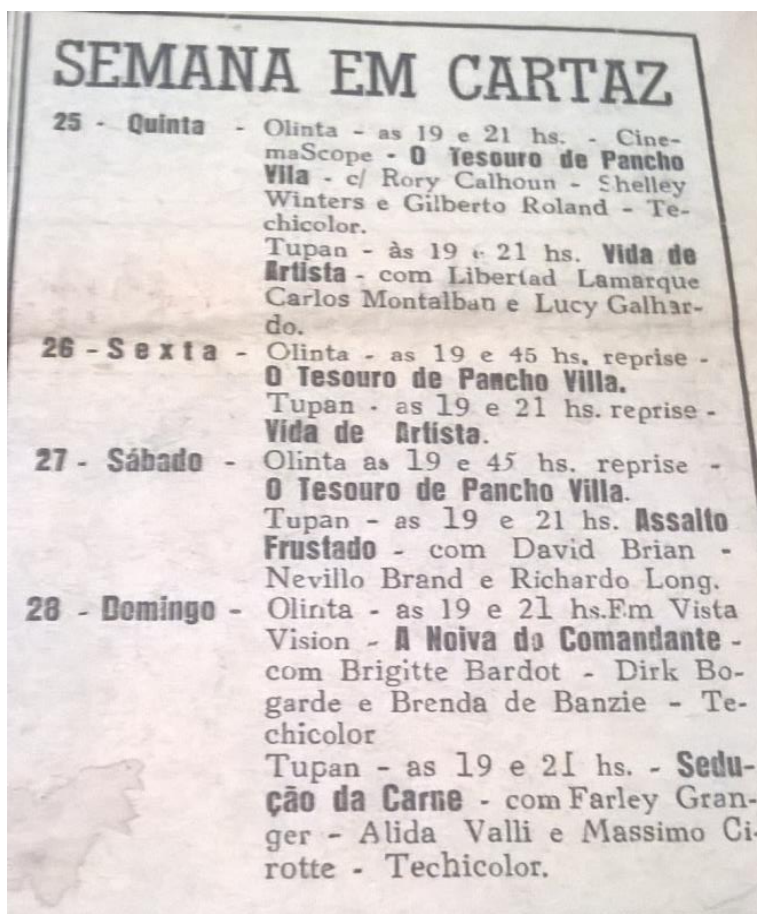 SEMANA EM CARTAZ
25 - Quinta - Olinta - as 19 e 21 hs. - Cine-
maScope - O Tesouro de Pancho
Vila - c/ Rory Calhoun - Shelley
Winters e Gilberto Roland - Te-
chicolor.
Tupan - às 19 e 21 hs. Vida de
Artista - com Libertad Lamarque
Carlos Montalban e Lucy Galhar-
do.
26 - Sexta - Olinta - as 19 e 45 hs. reprise -
O Tesouro de Pancho Villa.
Tupan - as 19 e 21 hs. reprise -
Vida de Artista.
27 - Sábado - Olinta as 19 e 45 hs. reprise -
O Tesouro de Pancho Villa.
Tupan - as 19 e 21 hs. Assalto
Frustado - com David Brian -
Nevillo Brand e Richardo Long.
28 - Domingo - Olinta - as 19 e 21 hs.Em Vista
Vision - A Noiva do Comandante -
com Brigitte Bardot - Dirk Bo-
garde e Brenda de Banzie - Te-
chicolor
Tupan - as 19 e 21 hs. - Sedu-
ção da Carne - com Farley Gran-
ger - Alida Valli e Massimo Ci-
rotte - Techicolor.